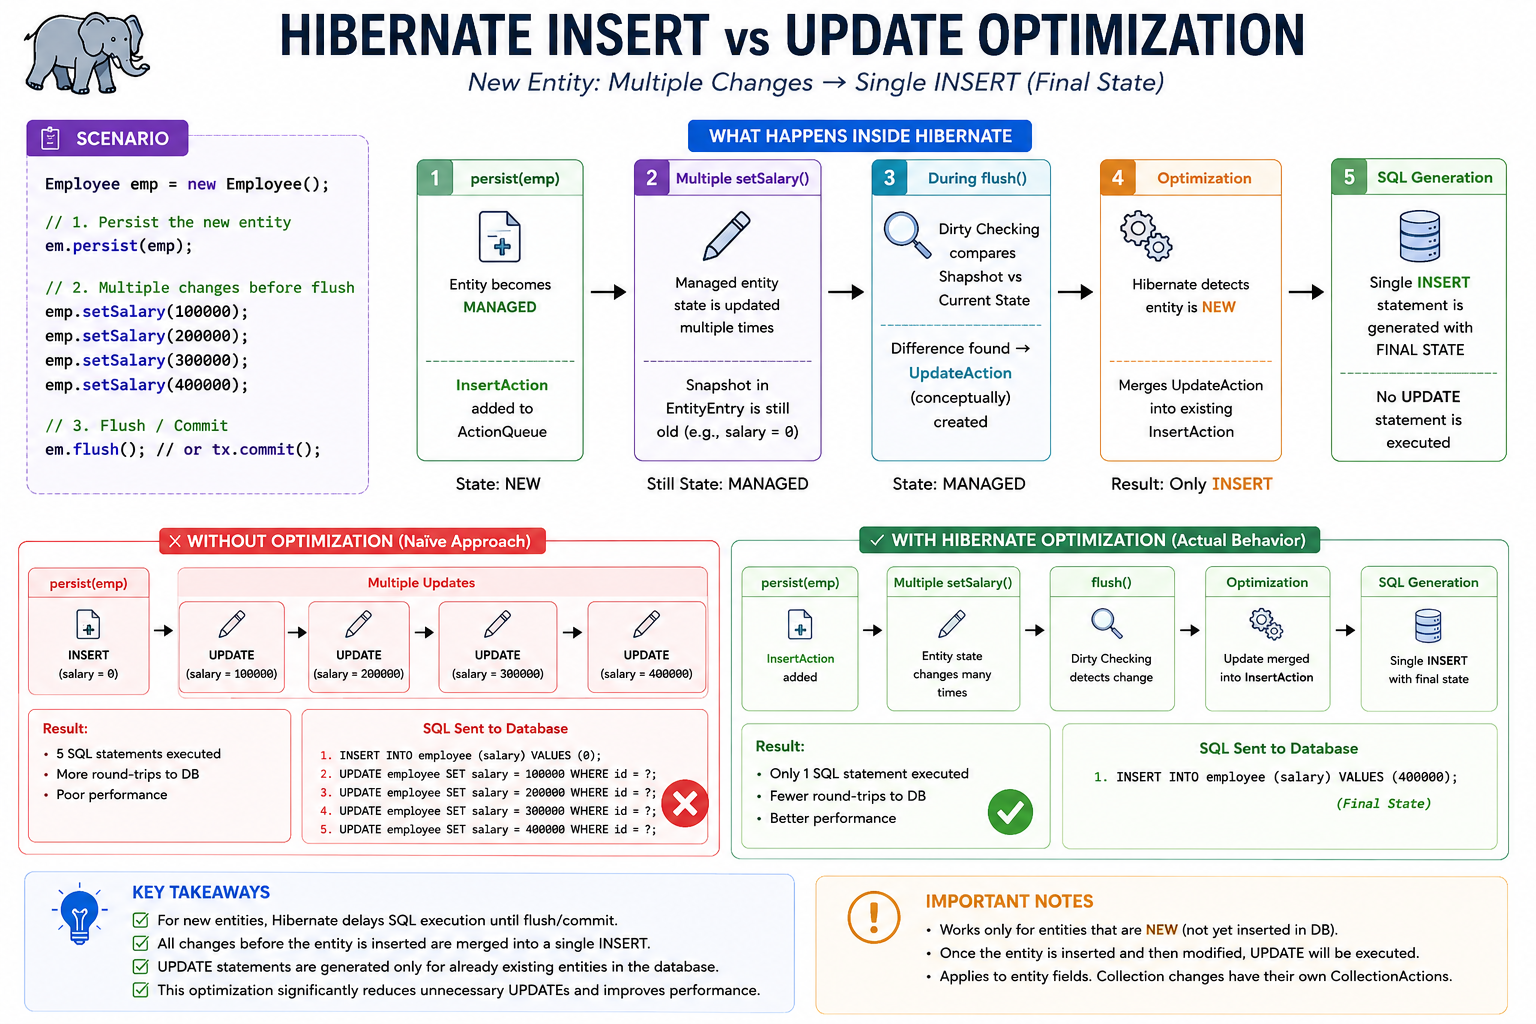 HIBERNATE INSERT vs UPDATE OPTIMIZATION
New Entity: Multiple Changes → Single INSERT (Final State)
SCENARIO
Employee emp = new Employee();
// 1. Persist the new entity
em.persist(emp);
// 2. Multiple changes before flush
emp.setSalary(100000);
emp.setSalary(200000);
emp.setSalary(300000);
emp.setSalary(400000);
// 3. Flush / Commit
em.flush(); // or tx.commit();
WHAT HAPPENS INSIDE HIBERNATE
1 persist(emp)
Entity becomes
MANAGED
InsertAction
added to
ActionQueue
State: NEW
2 Multiple setSalary()
Managed entity
state is updated
multiple times
Snapshot in
EntityEntry is still
old (e.g., salary = 0)
Still State: MANAGED
3 During flush()
Dirty Checking
compares
Snapshot vs
Current State
Difference found →
UpdateAction
(conceptually)
created
State: MANAGED
4 Optimization
Hibernate detects
entity is NEW
Merges UpdateAction
into existing
InsertAction
Result: Only INSERT
5 SQL Generation
Single INSERT
statement is
generated with
FINAL STATE
No UPDATE
statement is
executed
✕ WITHOUT OPTIMIZATION (Naïve Approach)
persist(emp)
INSERT
(salary = 0)
Multiple Updates
UPDATE
(salary = 100000)
UPDATE
(salary = 200000)
UPDATE
(salary = 300000)
UPDATE
(salary = 400000)
Result:
• 5 SQL statements executed
• More round-trips to DB
• Poor performance
SQL Sent to Database
1. INSERT INTO employee (salary) VALUES (0);
2. UPDATE employee SET salary = 100000 WHERE id = ?;
3. UPDATE employee SET salary = 200000 WHERE id = ?;
4. UPDATE employee SET salary = 300000 WHERE id = ?;
5. UPDATE employee SET salary = 400000 WHERE id = ?;
✓ WITH HIBERNATE OPTIMIZATION (Actual Behavior)
persist(emp)
InsertAction
added
Multiple setSalary()
Entity state
changes many
times
flush()
Dirty Checking
detects change
Optimization
Update merged
into InsertAction
SQL Generation
Single INSERT
with final state
Result:
• Only 1 SQL statement executed
• Fewer round-trips to DB
• Better performance
SQL Sent to Database
1. INSERT INTO employee (salary) VALUES (400000);
(Final State)
KEY TAKEAWAYS
For new entities, Hibernate delays SQL execution until flush/commit.
All changes before the entity is inserted are merged into a single INSERT.
UPDATE statements are generated only for already existing entities in the database.
This optimization significantly reduces unnecessary UPDATEs and improves performance.
IMPORTANT NOTES
• Works only for entities that are NEW (not yet inserted in DB).
• Once the entity is inserted and then modified, UPDATE will be executed.
• Applies to entity fields. Collection changes have their own CollectionActions.